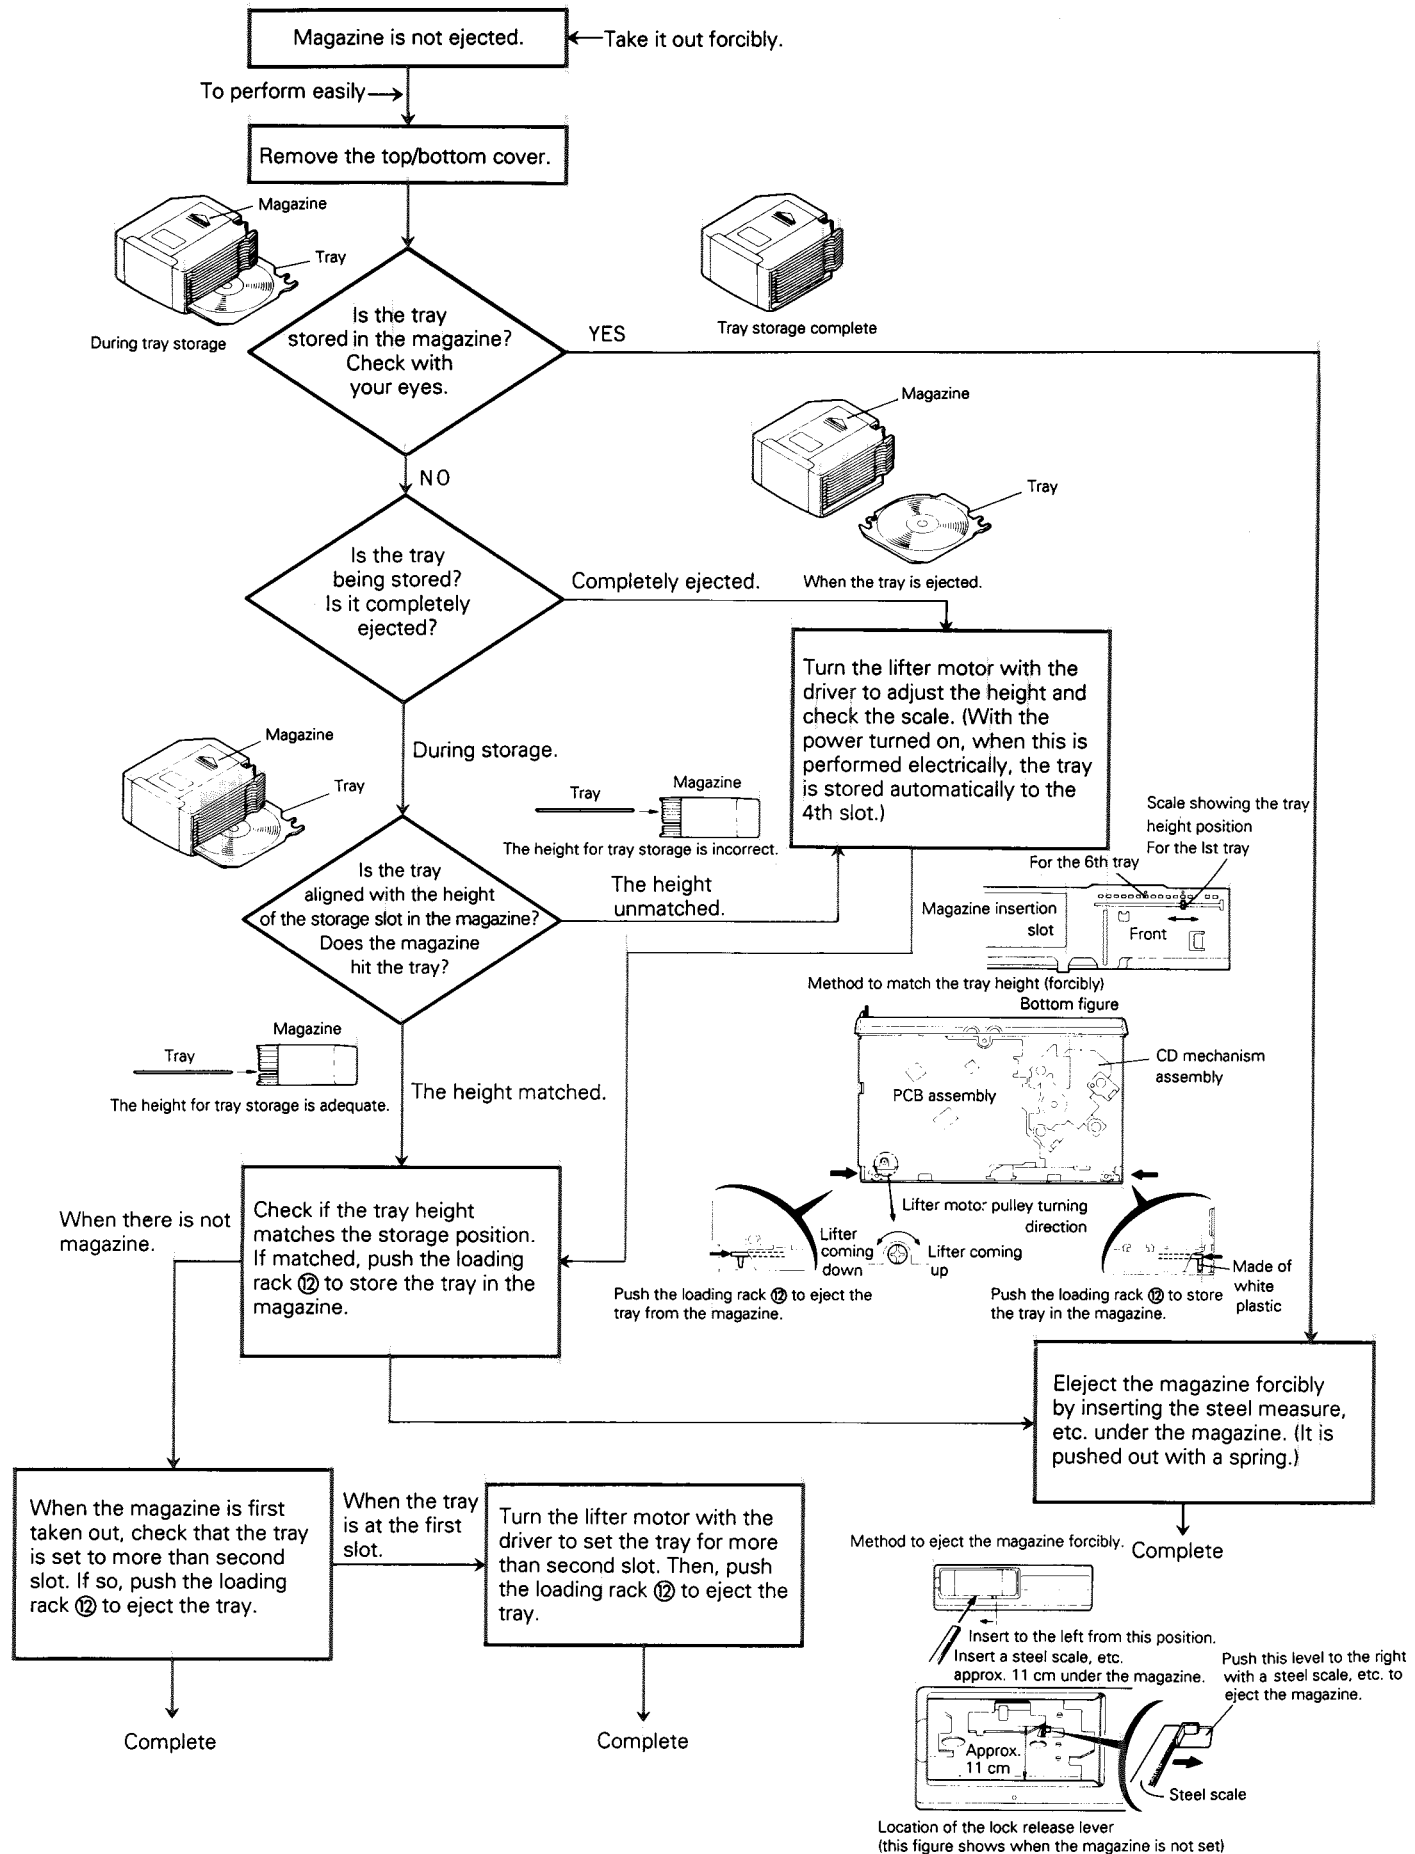 Magazine is not ejected.
Take it out forcibly.
To perform easily
Remove the top/bottom cover.
Magazine
Tray
During tray storage
Tray storage complete
Is the tray
stored in the magazine?
Check with
your eyes.
YES
NO
Magazine
Tray
When the tray is ejected.
Is the tray
being stored?
Is it completely
ejected?
Completely ejected.
Turn the lifter motor with the
driver to adjust the height and
check the scale. (With the
power turned on, when this is
performed electrically, the tray
is stored automatically to the
4th slot.)
During storage.
Magazine
Tray
Tray
Magazine
The height for tray storage is incorrect.
Is the tray
aligned with the height
of the storage slot in the magazine?
Does the magazine
hit the tray?
The height
unmatched.
Scale showing the tray
height position
For the Ist tray
For the 6th tray
Magazine insertion
slot
Front
Method to match the tray height (forcibly)
Bottom figure
CD mechanism
assembly
PCB assembly
Magazine
Tray
The height for tray storage is adequate.
The height matched.
Lifter motor pulley turning
direction
Lifter
coming
down
Lifter coming
up
Made of
white
plastic
Push the loading rack ⑫ to eject the
tray from the magazine.
Push the loading rack ⑫ to store
the tray in the magazine.
When there is not
magazine.
Check if the tray height
matches the storage position.
If matched, push the loading
rack ⑫ to store the tray in the
magazine.
Eleject the magazine forcibly
by inserting the steel measure,
etc. under the magazine. (It is
pushed out with a spring.)
When the magazine is first
taken out, check that the tray
is set to more than second
slot. If so, push the loading
rack ⑫ to eject the tray.
When the tray
is at the first
slot.
Turn the lifter motor with the
driver to set the tray for more
than second slot. Then, push
the loading rack ⑫ to eject the
tray.
Complete
Complete
Complete
Method to eject the magazine forcibly.
Insert to the left from this position.
Insert a steel scale, etc.
approx. 11 cm under the magazine.
Push this level to the right
with a steel scale, etc. to
eject the magazine.
Approx.
11 cm
Steel scale
Location of the lock release lever
(this figure shows when the magazine is not set)